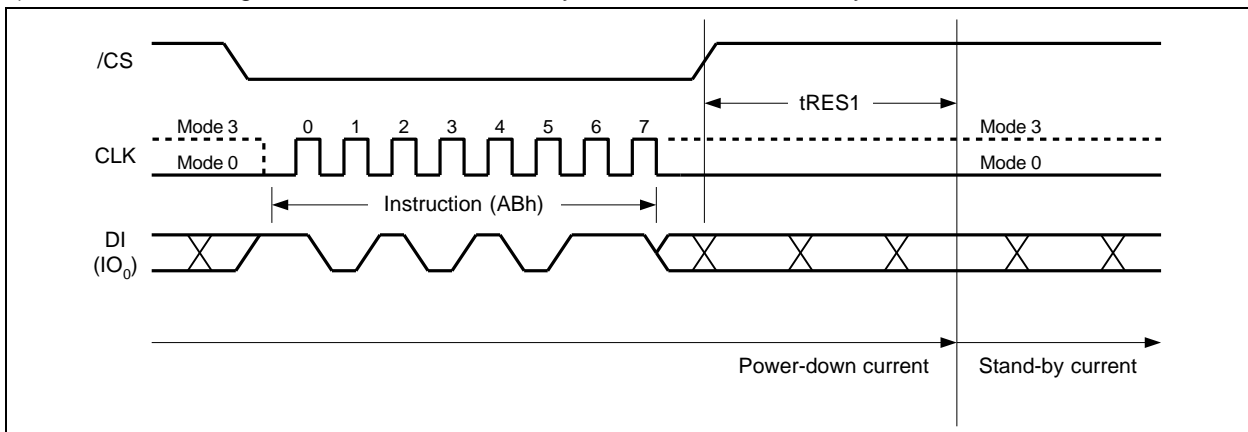 /CS
tRES1
Mode 3 0 1 2 3 4 5 6 7 Mode 3
CLK
Mode 0 Mode 0
Instruction (ABh)
DI
(IO0)
Power-down current Stand-by current